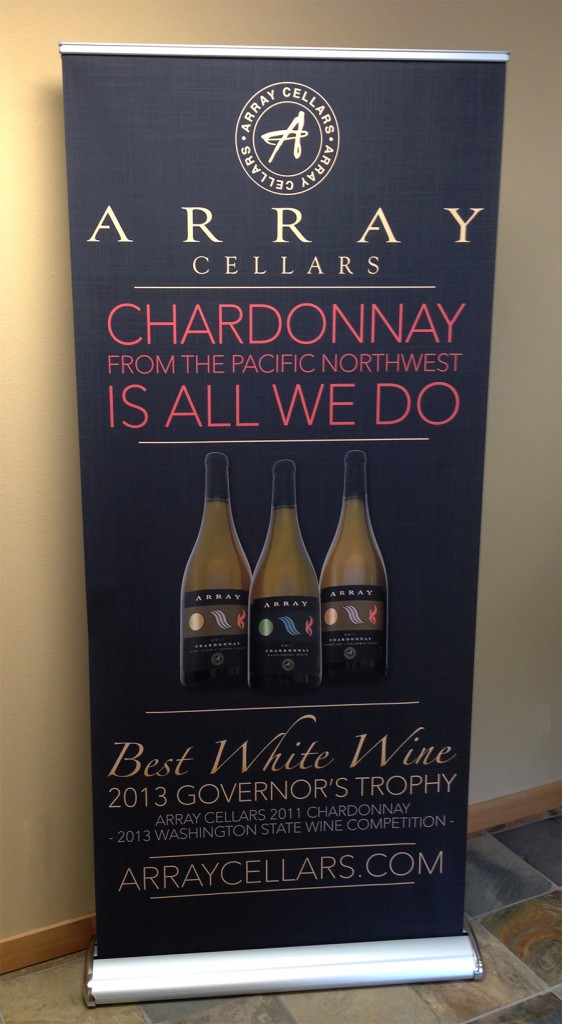 ARRAY CELLARS • ARRAY CELLARS •
A
ARRAY
CELLARS
CHARDONNAY
FROM THE PACIFIC NORTHWEST
IS ALL WE DO
ARRAY
CHARDONNAY
ARRAY
CHARDONNAY
ARRAY
CHARDONNAY
Best White Wine
2013 GOVERNOR'S TROPHY
ARRAY CELLARS 2011 CHARDONNAY
- 2013 WASHINGTON STATE WINE COMPETITION -
ARRAYCELLARS.COM